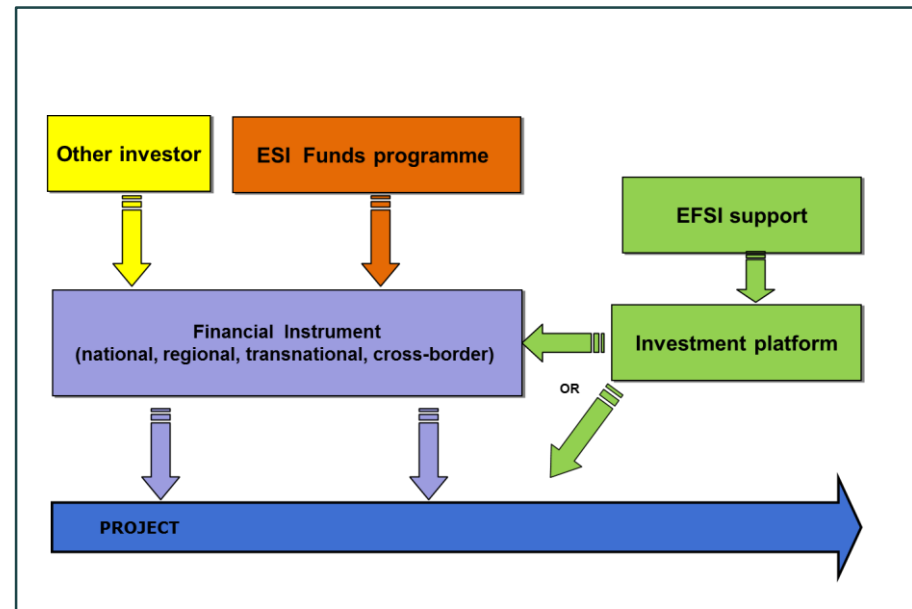 Other investor
ESI Funds programme
EFSI support
Financial Instrument
(national, regional, transnational, cross-border)
Investment platform
OR
PROJECT